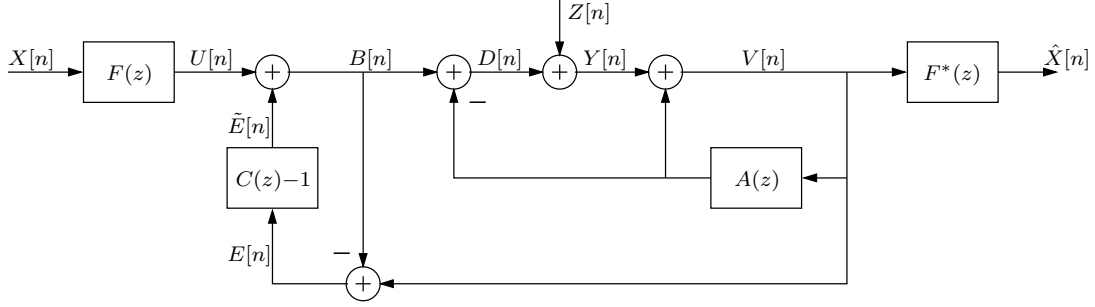 Z[n]
X[n] F(z) U[n] + B[n] + D[n] + Y[n] + V[n] F*(z) X̂[n]
−
Ẽ[n]
C(z)−1 A(z)
E[n] − +